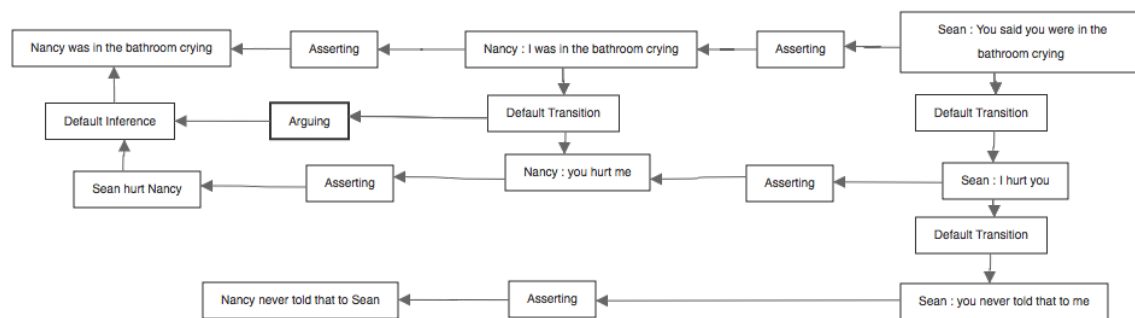 Nancy was in the bathroom crying
Asserting
Nancy : I was in the bathroom crying
Asserting
Sean : You said you were in the
bathroom crying
Default Inference
Arguing
Default Transition
Default Transition
Sean hurt Nancy
Asserting
Nancy : you hurt me
Asserting
Sean : I hurt you
Default Transition
Nancy never told that to Sean
Asserting
Sean : you never told that to me